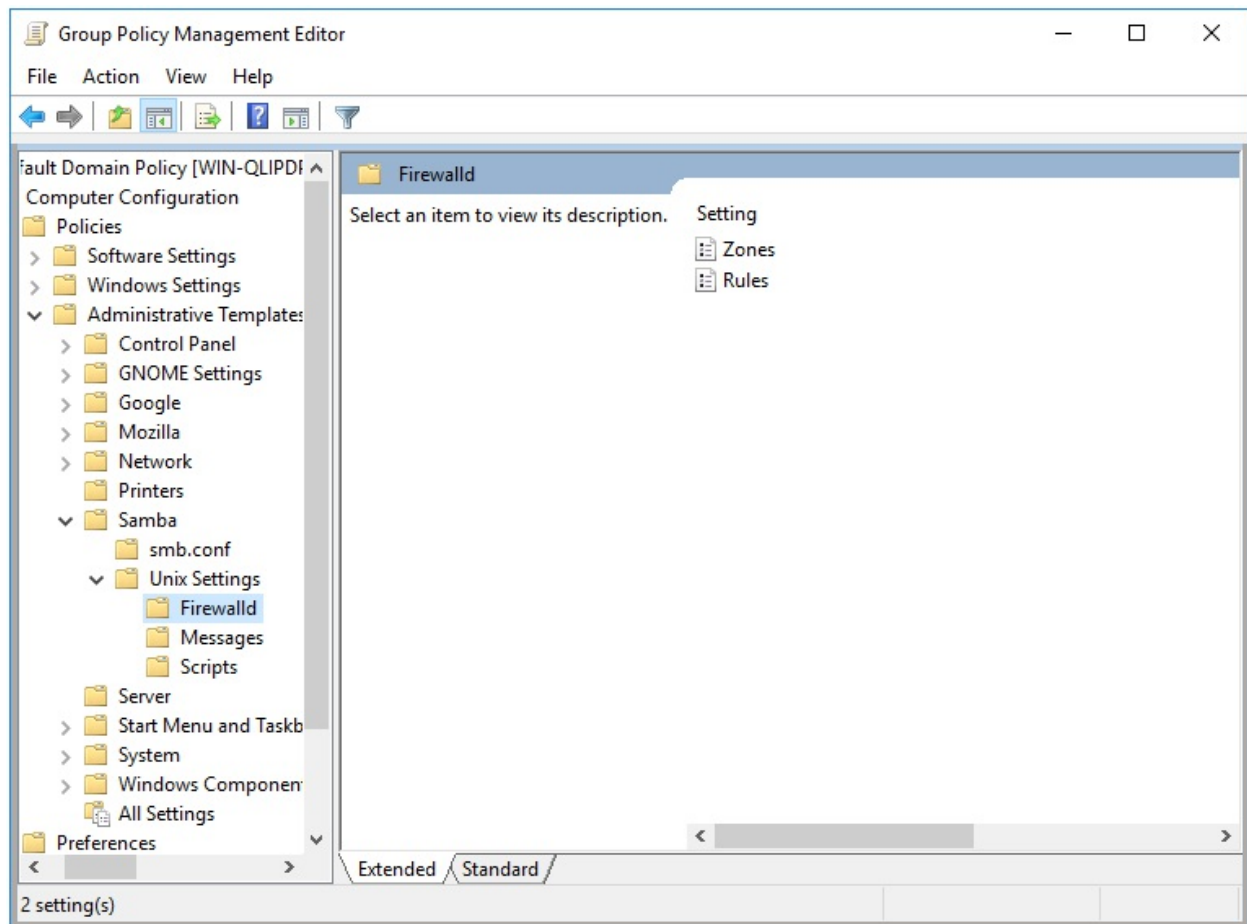 Group Policy Management Editor
File Action View Help
fault Domain Policy [WIN-QLIPDF
Computer Configuration
Policies
Software Settings
Windows Settings
Administrative Templates
Control Panel
GNOME Settings
Google
Mozilla
Network
Printers
Samba
smb.conf
Unix Settings
Firewalld
Messages
Scripts
Server
Start Menu and Taskb
System
Windows Componen
All Settings
Preferences
Firewalld
Select an item to view its description.
Setting
Zones
Rules
Extended
Standard
2 setting(s)